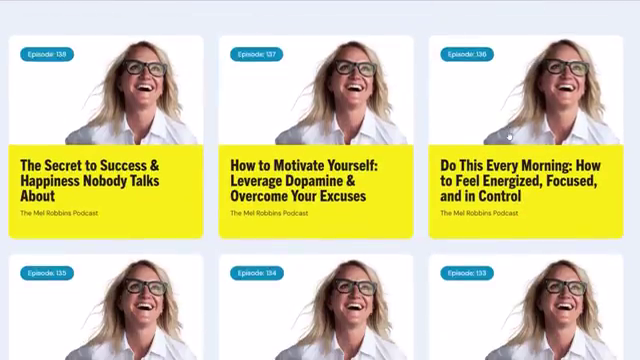 Episode: 138
Episode: 137
Episode: 136
The Secret to Success &
Happiness Nobody Talks
About
The Mel Robbins Podcast
How to Motivate Yourself:
Leverage Dopamine &
Overcome Your Excuses
The Mel Robbins Podcast
Do This Every Morning: How
to Feel Energized, Focused,
and in Control
The Mel Robbins Podcast
Episode: 135
Episode: 134
Episode: 133